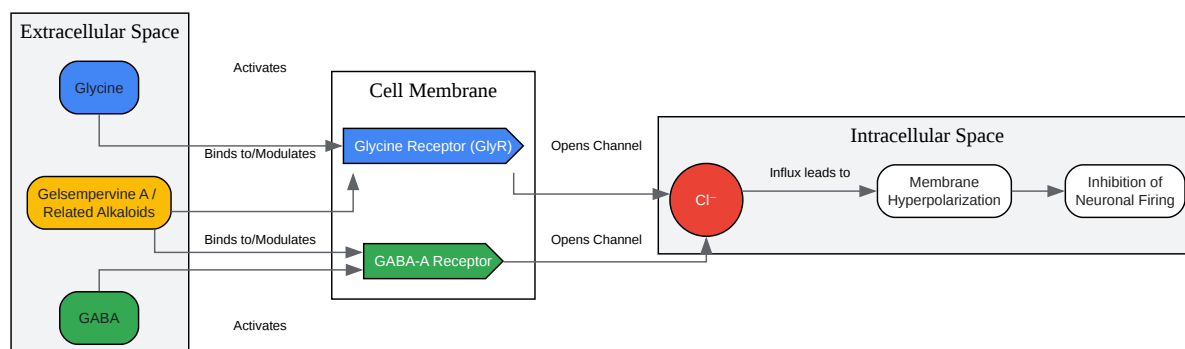 Extracellular Space
Glycine
Gelsempervine A /
Related Alkaloids
GABA
Activates
Binds to/Modulates
Binds to/Modulates
Activates
Cell Membrane
Glycine Receptor (GlyR)
GABA-A Receptor
Opens Channel
Opens Channel
Intracellular Space
Cl⁻
Influx leads to
Membrane
Hyperpolarization
Inhibition of
Neuronal Firing